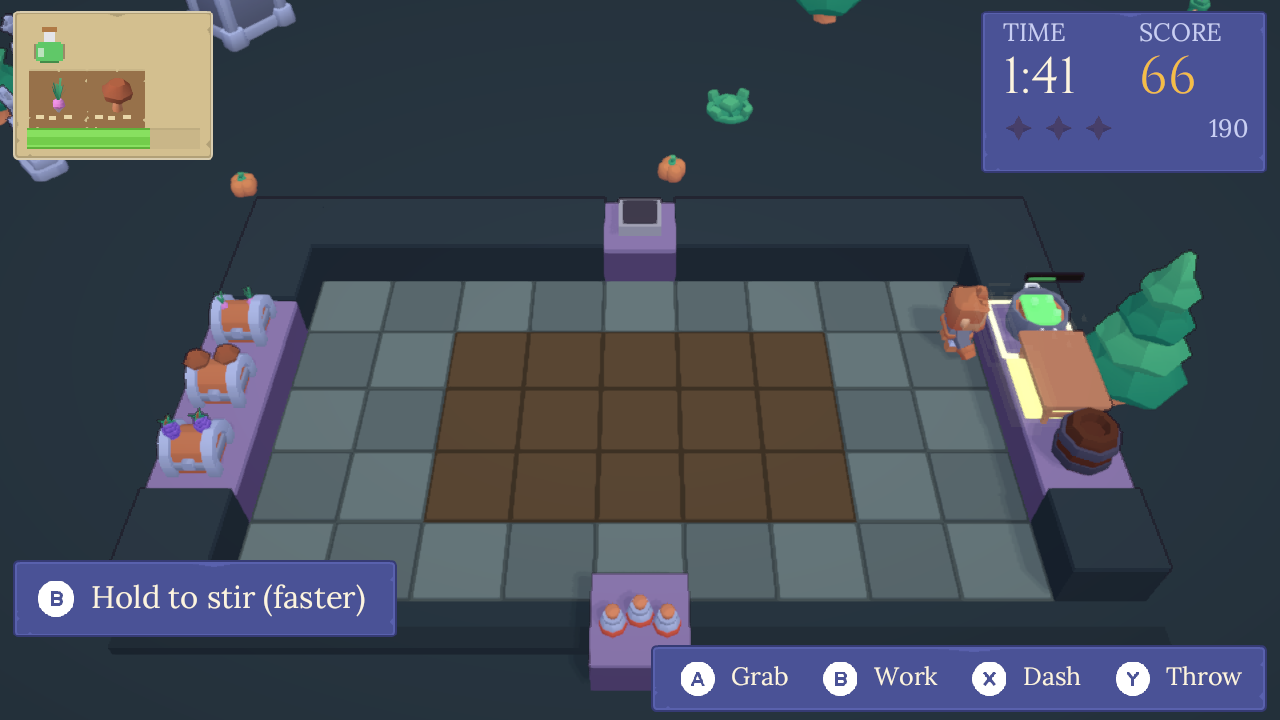 TIME SCORE
1:41 66
190
B Hold to stir (faster)
A Grab B Work X Dash Y Throw